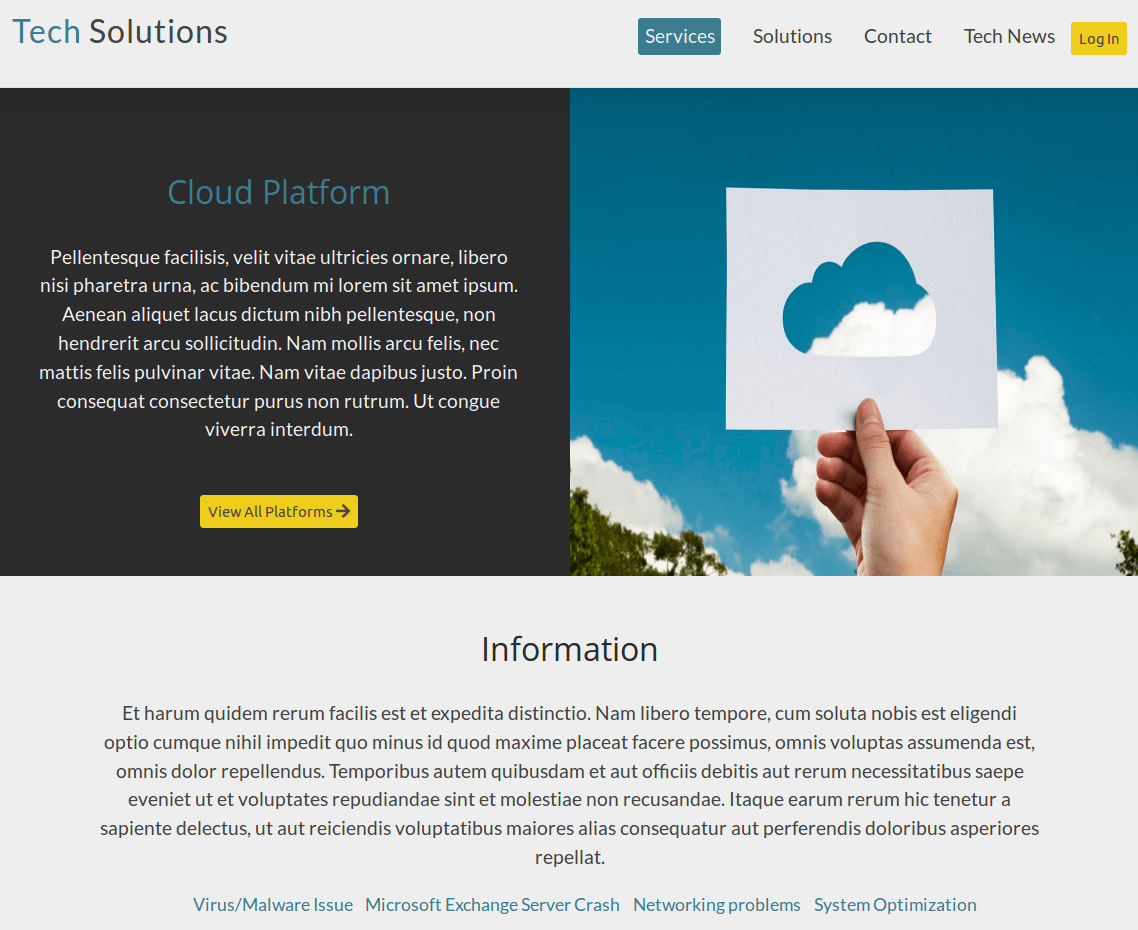 Tech Solutions
Services Solutions Contact Tech News Log In
Cloud Platform
Pellentesque facilisis, velit vitae ultricies ornare, libero
nisi pharetra urna, ac bibendum mi lorem sit amet ipsum.
Aenean aliquet lacus dictum nibh pellentesque, non
hendrerit arcu sollicitudin. Nam mollis arcu felis, nec
mattis felis pulvinar vitae. Nam vitae dapibus justo. Proin
consequat consectetur purus non rutrum. Ut congue
viverra interdum.
View All Platforms
Information
Et harum quidem rerum facilis est et expedita distinctio. Nam libero tempore, cum soluta nobis est eligendi
optio cumque nihil impedit quo minus id quod maxime placeat facere possimus, omnis voluptas assumenda est,
omnis dolor repellendus. Temporibus autem quibusdam et aut officiis debitis aut rerum necessitatibus saepe
eveniet ut et voluptates repudiandae sint et molestiae non recusandae. Itaque earum rerum hic tenetur a
sapiente delectus, ut aut reiciendis voluptatibus maiores alias consequatur aut perferendis doloribus asperiores
repellat.
Virus/Malware Issue Microsoft Exchange Server Crash Networking problems System Optimization